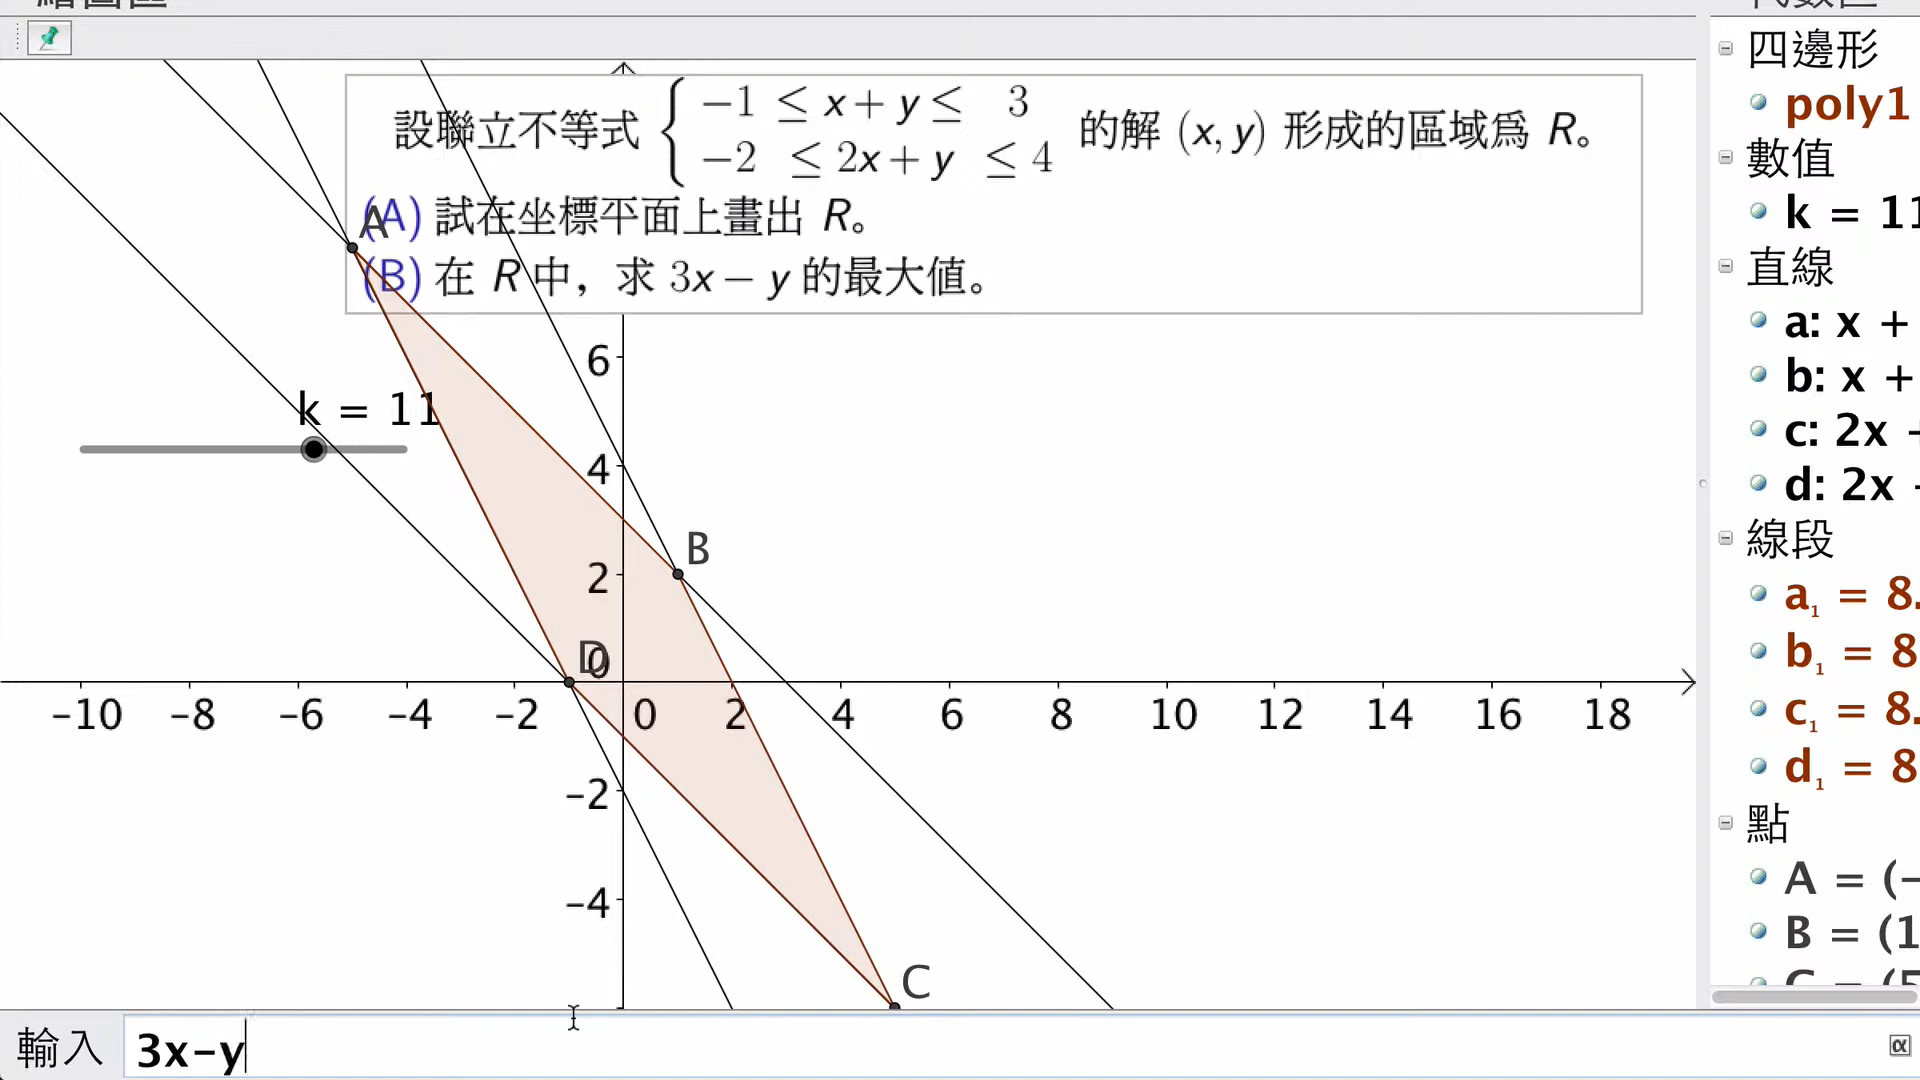 設聯立不等式 { −1 ≤ x + y ≤ 3
−2 ≤ 2x + y ≤ 4 的解 (x, y) 形成的區域爲 R。
(A) 試在坐標平面上畫出 R。
(B) 在 R 中，求 3x − y 的最大值。
A
k = 11
6
4
B
2
D
0
-10 -8 -6 -4 -2 0 2 4 6 8 10 12 14 16 18
-2
-4
C
輸入 3x-y
α
四邊形
poly1
數值
k = 11
直線
a: x +
b: x +
c: 2x
d: 2x
線段
a₁ = 8.
b₁ = 8
c₁ = 8.
d₁ = 8
點
A = (-
B = (1